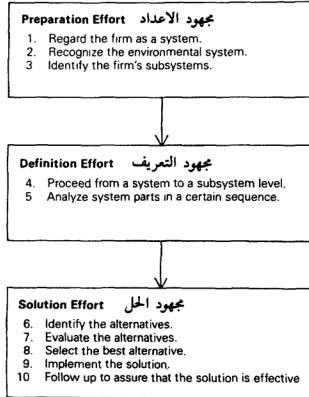 Preparation Effort مجهود الاعداد
1. Regard the firm as a system.
2. Recognize the environmental system.
3 Identify the firm's subsystems.
Definition Effort مجهود التعريف
4. Proceed from a system to a subsystem level.
5 Analyze system parts in a certain sequence.
Solution Effort مجهود الحل
6. Identify the alternatives.
7. Evaluate the alternatives.
8. Select the best alternative.
9. Implement the solution.
10 Follow up to assure that the solution is effective